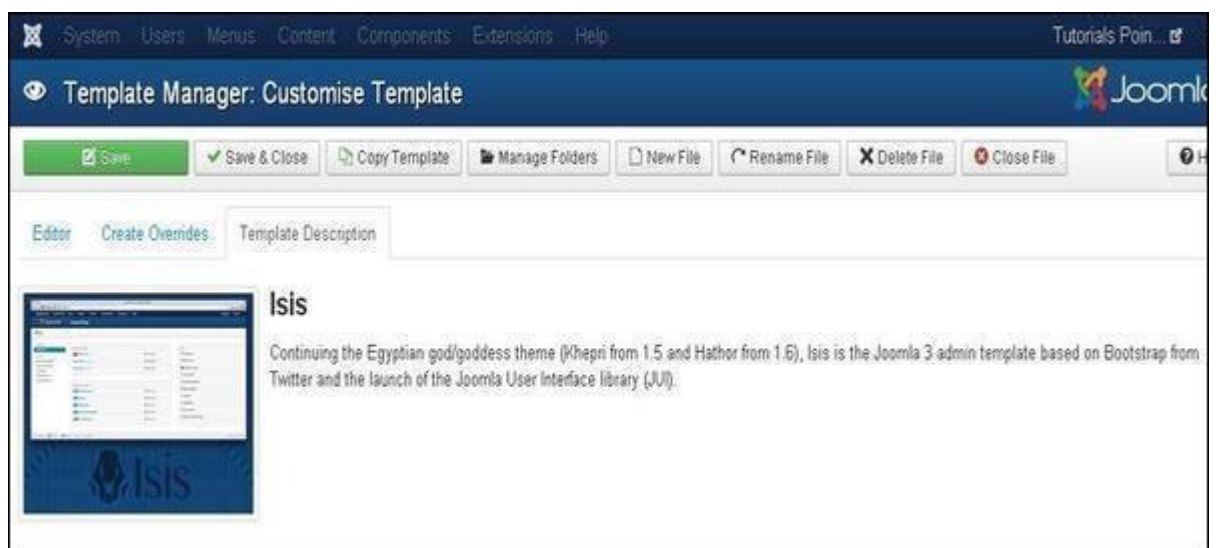 System Users Menus Content Components Extensions Help Tutorials Poin...
Template Manager: Customise Template Joomla
Save Save & Close Copy Template Manage Folders New File Rename File Delete File Close File H
Editor Create Overrides Template Description
Isis
Continuing the Egyptian god/goddess theme (Khepri from 1.5 and Hathor from 1.6), Isis is the Joomla 3 admin template based on Bootstrap from
Twitter and the launch of the Joomla User Interface library (JUI).
Isis